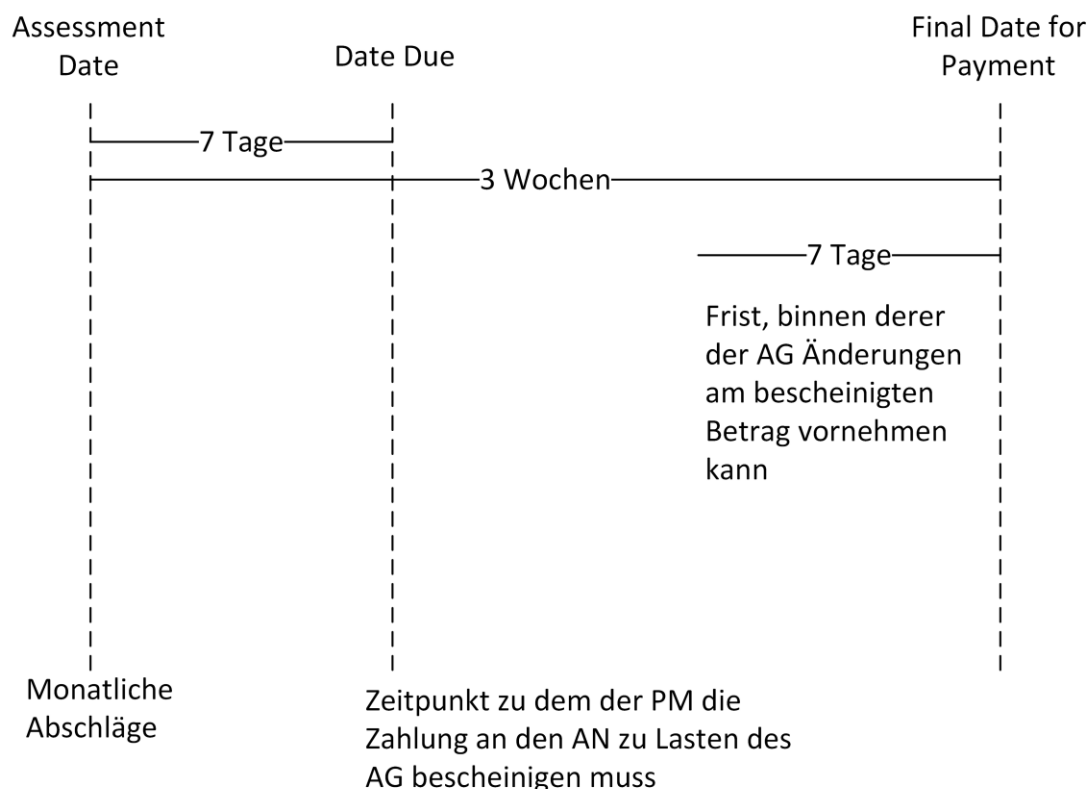 Assessment
Date
Date Due
Final Date for
Payment
7 Tage
3 Wochen
7 Tage
Frist, binnen derer
der AG Änderungen
am bescheinigten
Betrag vornehmen
kann
Monatliche
Abschläge
Zeitpunkt zu dem der PM die
Zahlung an den AN zu Lasten des
AG bescheinigen muss